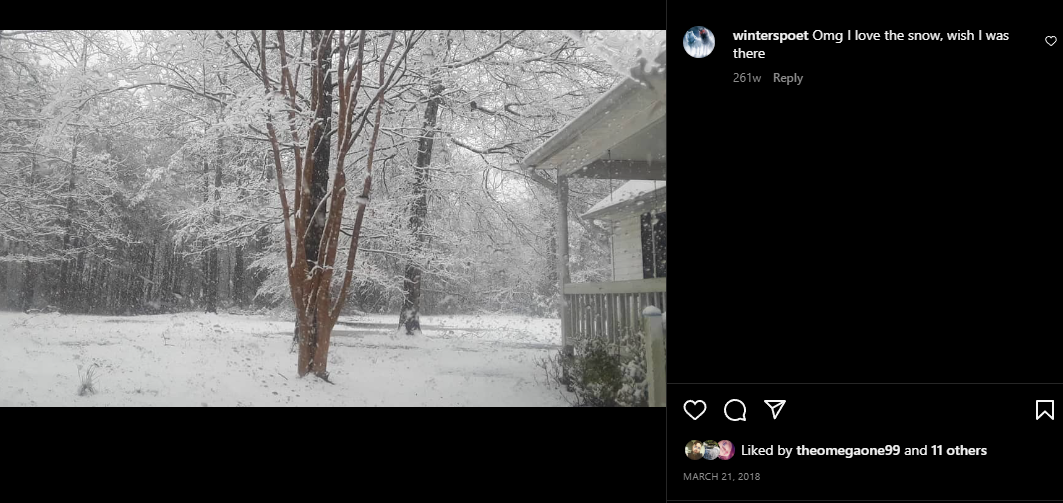 winterspoet Omg I love the snow, wish I was
there
261w Reply
Liked by theomegaone99 and 11 others
MARCH 21, 2018